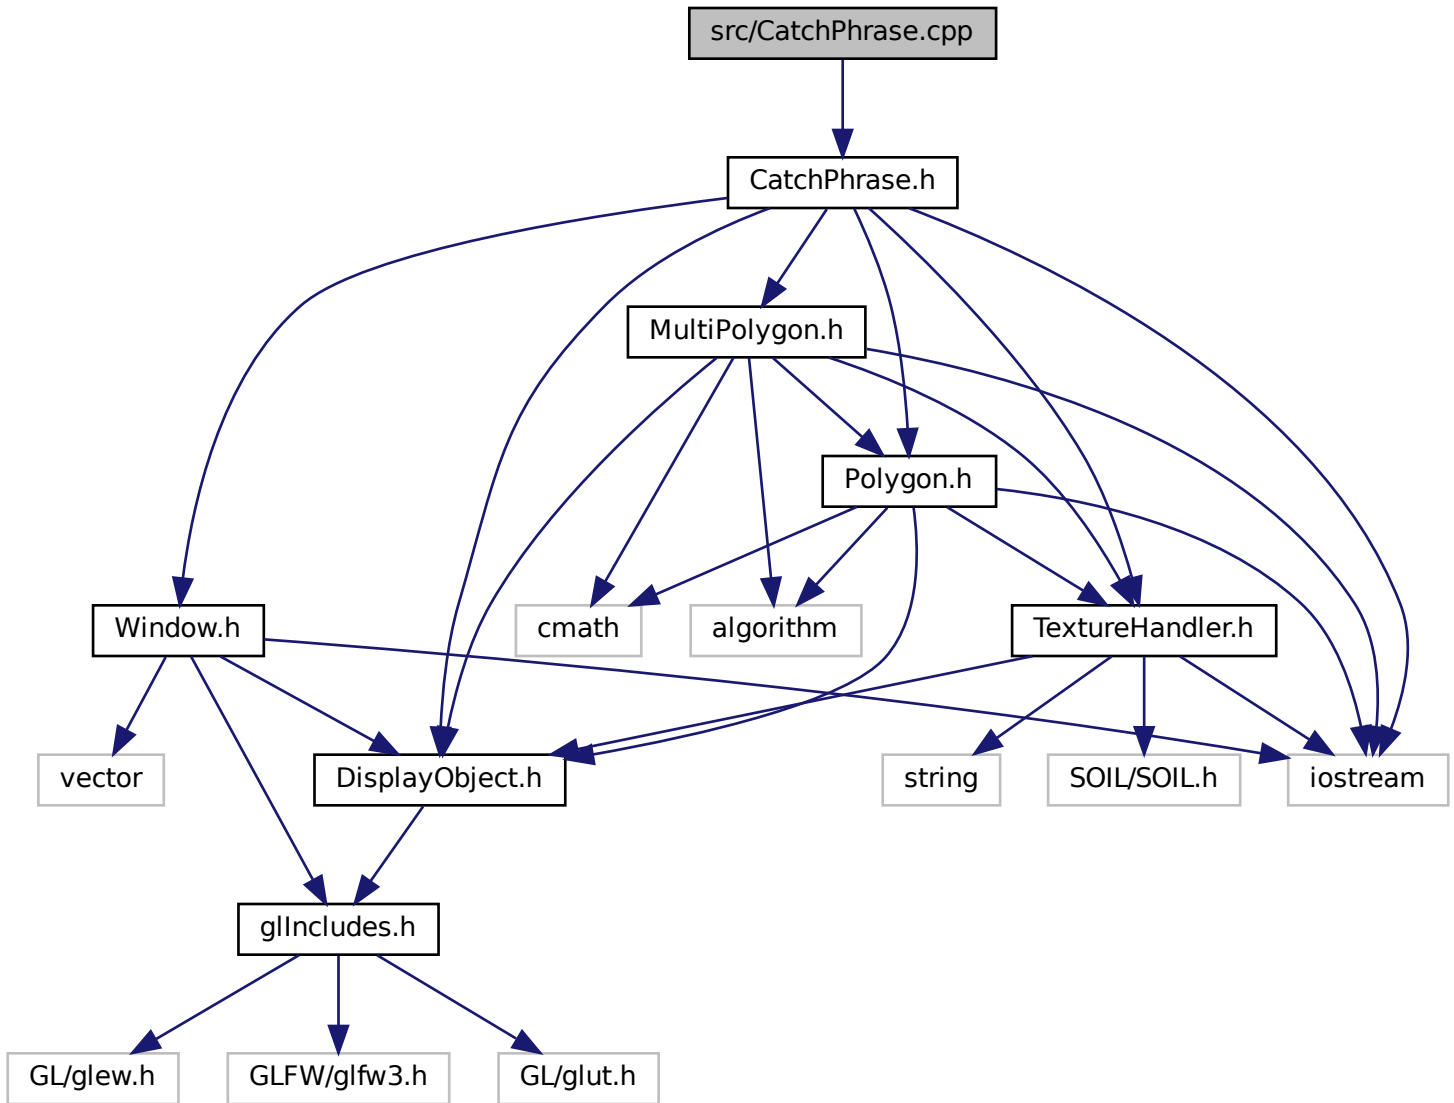 src/CatchPhrase.cpp
CatchPhrase.h
MultiPolygon.h
Polygon.h
Window.h
cmath
algorithm
TextureHandler.h
vector
DisplayObject.h
string
SOIL/SOIL.h
iostream
glIncludes.h
GL/glew.h
GLFW/glfw3.h
GL/glut.h